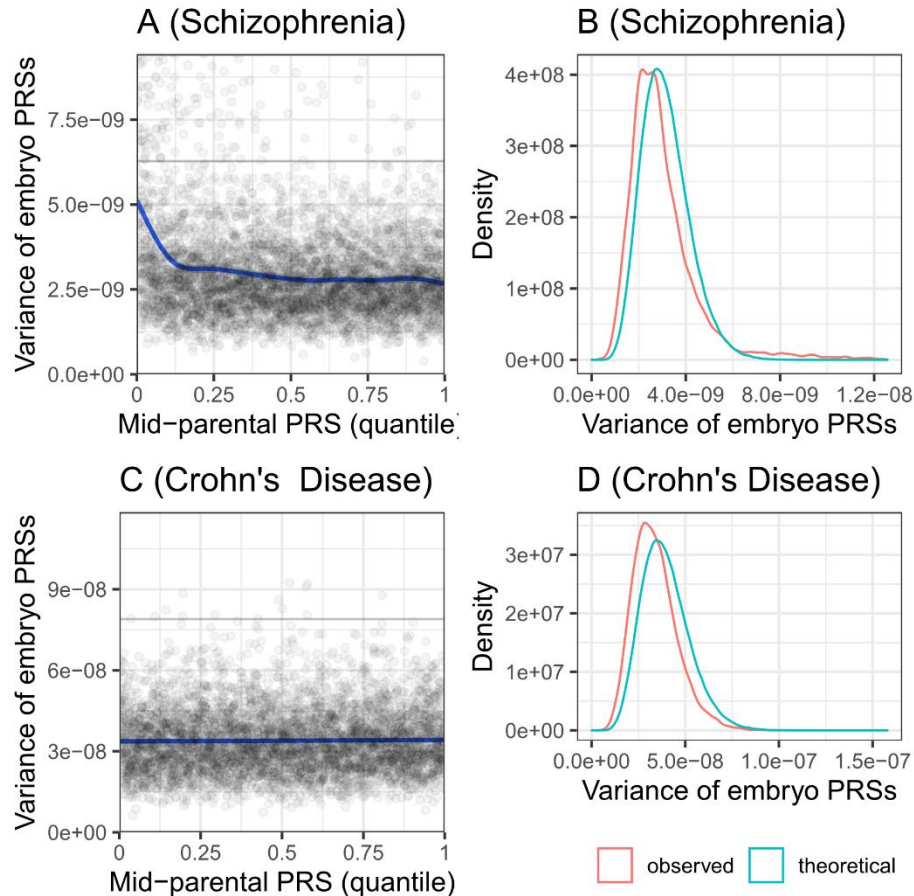 A (Schizophrenia)
Variance of embryo PRSs
7.5e−09
5.0e−09
2.5e−09
0.0e+00
0 0.25 0.5 0.75 1
Mid−parental PRS (quantile)
B (Schizophrenia)
Density
4e+08
3e+08
2e+08
1e+08
0e+00
0.0e+00 4.0e−09 8.0e−09 1.2e−08
Variance of embryo PRSs
C (Crohn's Disease)
Variance of embryo PRSs
9e−08
6e−08
3e−08
0e+00
0 0.25 0.5 0.75 1
Mid−parental PRS (quantile)
D (Crohn's Disease)
Density
3e+07
2e+07
1e+07
0e+00
0.0e+00 5.0e−08 1.0e−07 1.5e−07
Variance of embryo PRSs
observed theoretical